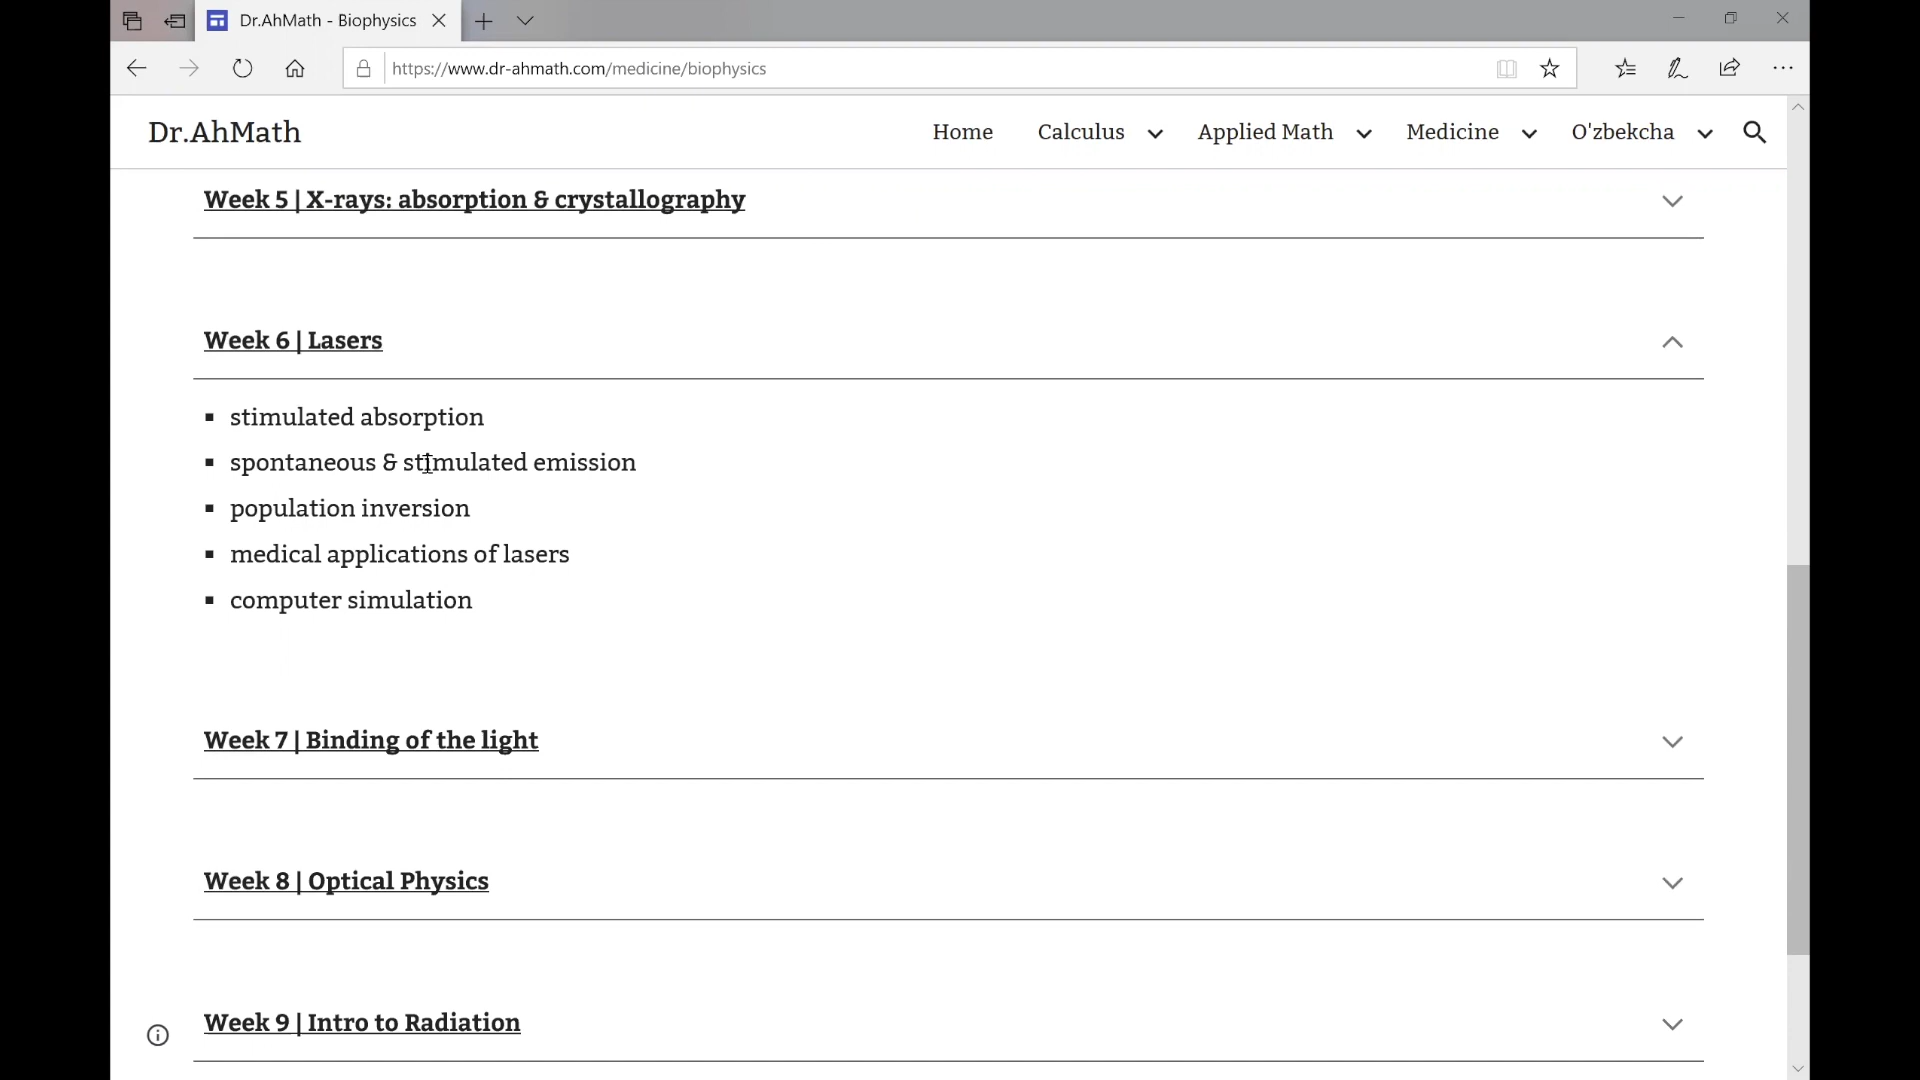 Dr.AhMath - Biophysics
https://www.dr-ahmath.com/medicine/biophysics
Dr.AhMath
Home Calculus Applied Math Medicine O'zbekcha
Week 5 | X-rays: absorption & crystallography
Week 6 | Lasers
▪ stimulated absorption
▪ spontaneous & stimulated emission
▪ population inversion
▪ medical applications of lasers
▪ computer simulation
Week 7 | Binding of the light
Week 8 | Optical Physics
Week 9 | Intro to Radiation